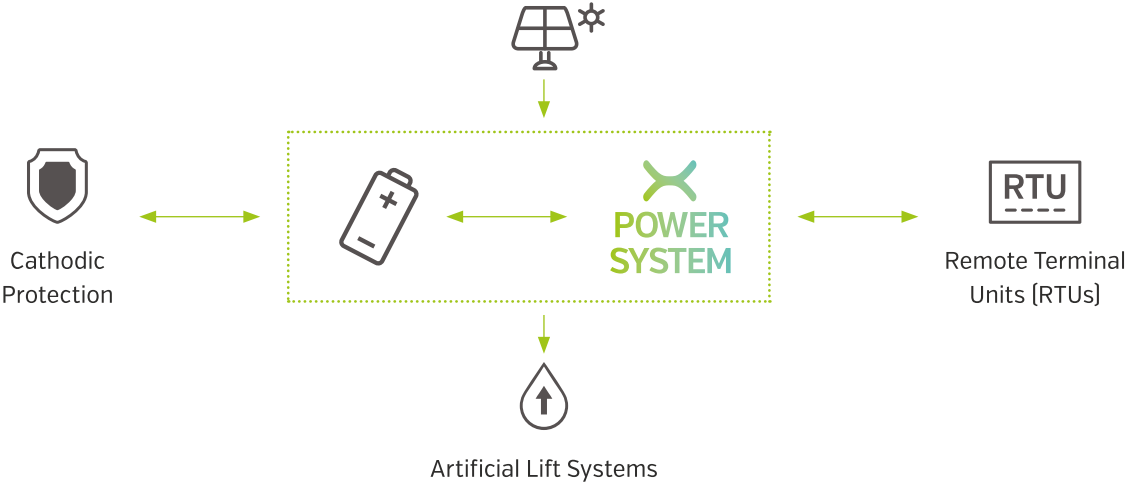 RTU
POWER
SYSTEM
Cathodic
Protection
Remote Terminal
Units (RTUs)
Artificial Lift Systems